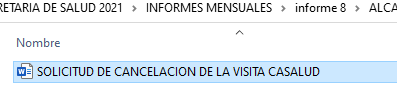 RETARIA DE SALUD 2021 > INFORMES MENSUALES > informe 8 > ALCA
Nombre
SOLICITUD DE CANCELACION DE LA VISITA CASALUD